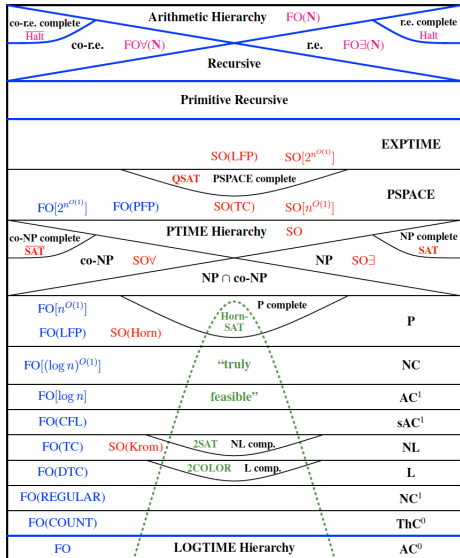 Arithmetic Hierarchy FO(N)
co-r.e. complete r.e. complete
Halt Halt
co-r.e. FO∀(N) r.e. FO∃(N)
Recursive
Primitive Recursive
EXPTIME
SO(LFP) SO[2^{n^{O(1)}}]
QSAT PSPACE complete
PSPACE
FO[2^{n^{O(1)}}] FO(PFP) SO(TC) SO[n^{O(1)}]
PTIME Hierarchy SO
co-NP complete NP complete
SAT SAT
co-NP SO∀ NP SO∃
NP ∩ co-NP
FO[n^{O(1)}] P complete
Horn-
SAT P
FO(LFP) SO(Horn)
FO[(log n)^{O(1)}] “truly NC
FO[log n] feasible” AC^1
FO(CFL) sAC^1
FO(TC) SO(Krom) 2SAT NL comp. NL
FO(DTC) 2COLOR L comp. L
FO(REGULAR) NC^1
FO(COUNT) ThC^0
FO LOGTIME Hierarchy AC^0